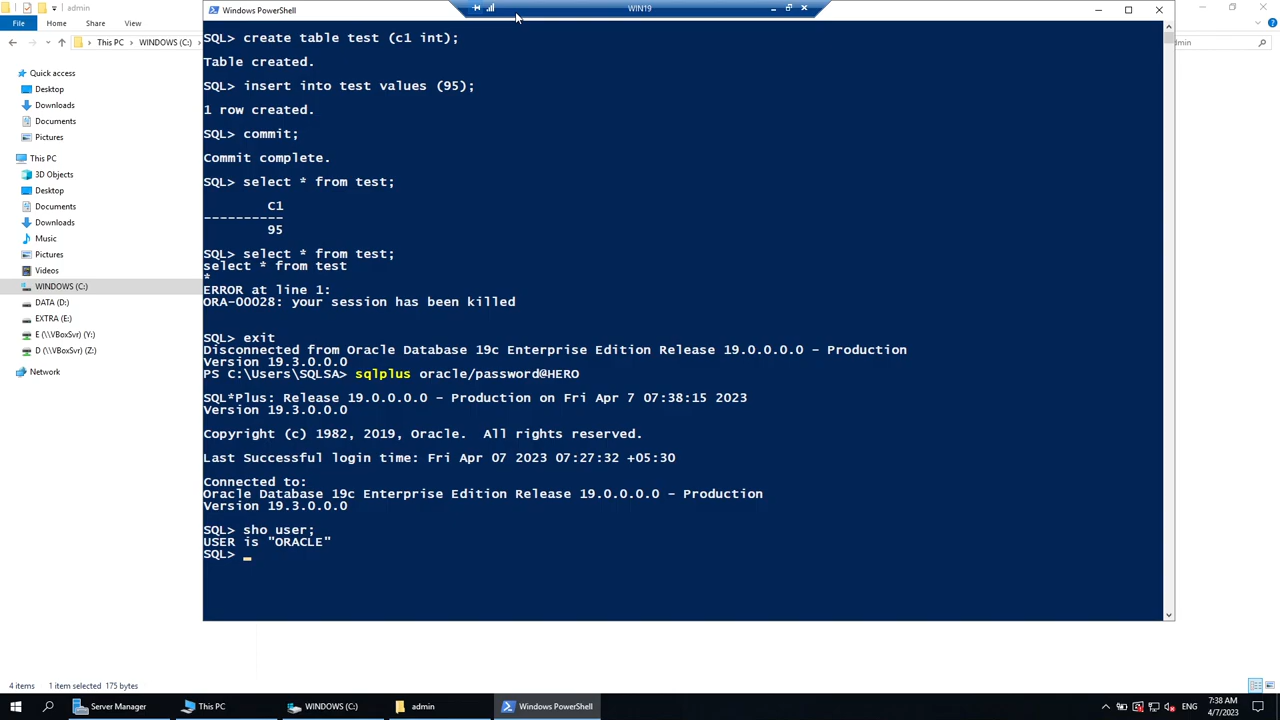 admin
Windows PowerShell
WIN19
File
Home
Share
View
This PC
WINDOWS (C:)
dmin
Quick access
Desktop
Downloads
Documents
Pictures
This PC
3D Objects
Desktop
Documents
Downloads
Music
Pictures
Videos
WINDOWS (C:)
DATA (D:)
EXTRA (E:)
E (\\VBoxSvr) (Y:)
D (\\VBoxSvr) (Z:)
Network
SQL> create table test (c1 int);
Table created.
SQL> insert into test values (95);
1 row created.
SQL> commit;
Commit complete.
SQL> select * from test;
C1
----------
95
SQL> select * from test;
select * from test
*
ERROR at line 1:
ORA-00028: your session has been killed
SQL> exit
Disconnected from Oracle Database 19c Enterprise Edition Release 19.0.0.0.0 - Production
Version 19.3.0.0.0
PS C:\Users\SQLSA> sqlplus oracle/password@HERO
SQL*Plus: Release 19.0.0.0.0 - Production on Fri Apr 7 07:38:15 2023
Version 19.3.0.0.0
Copyright (c) 1982, 2019, Oracle.  All rights reserved.
Last Successful login time: Fri Apr 07 2023 07:27:32 +05:30
Connected to:
Oracle Database 19c Enterprise Edition Release 19.0.0.0.0 - Production
Version 19.3.0.0.0
SQL> sho user;
USER is "ORACLE"
SQL> _
4 items
1 item selected 175 bytes
Server Manager
This PC
WINDOWS (C:)
admin
Windows PowerShell
ENG
7:38 AM
4/7/2023